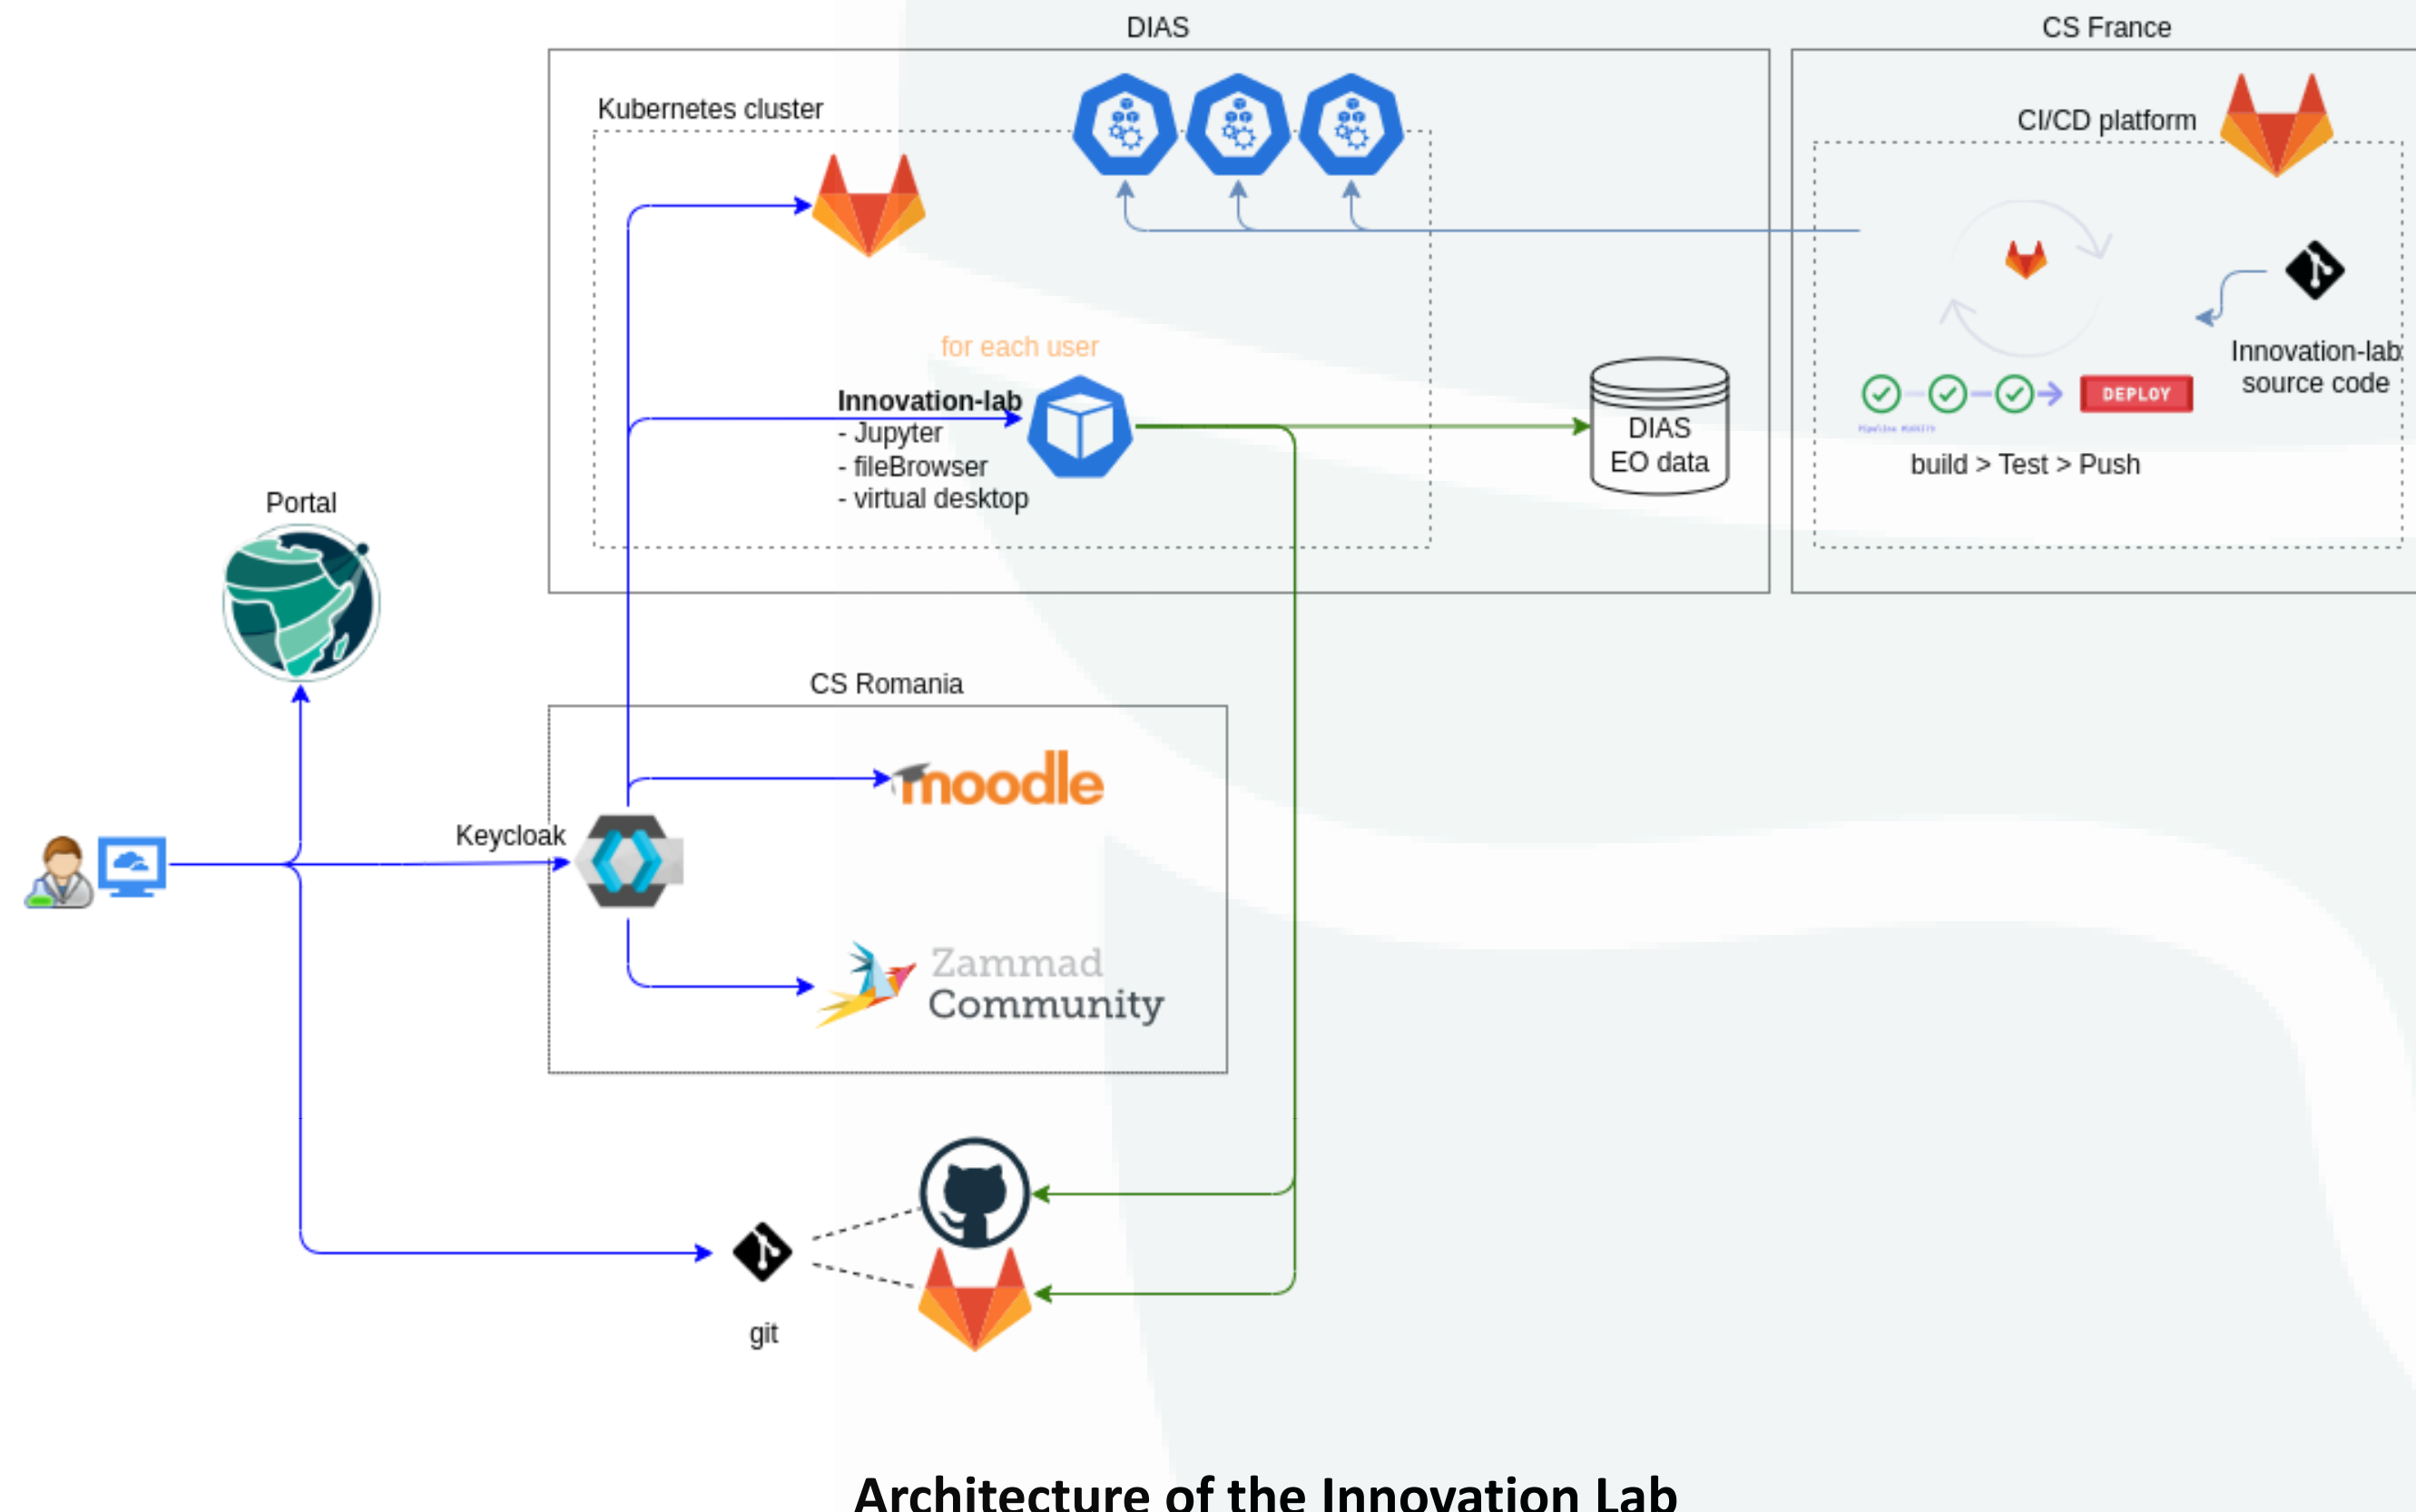 DIAS
CS France
Kubernetes cluster
CI/CD platform
for each user
Innovation-lab
- Jupyter
- fileBrowser
- virtual desktop
DIAS
EO data
Innovation-lab
source code
DEPLOY
build > Test > Push
Portal
CS Romania
moodle
Keycloak
Zammad
Community
git
Architecture of the Innovation Lab